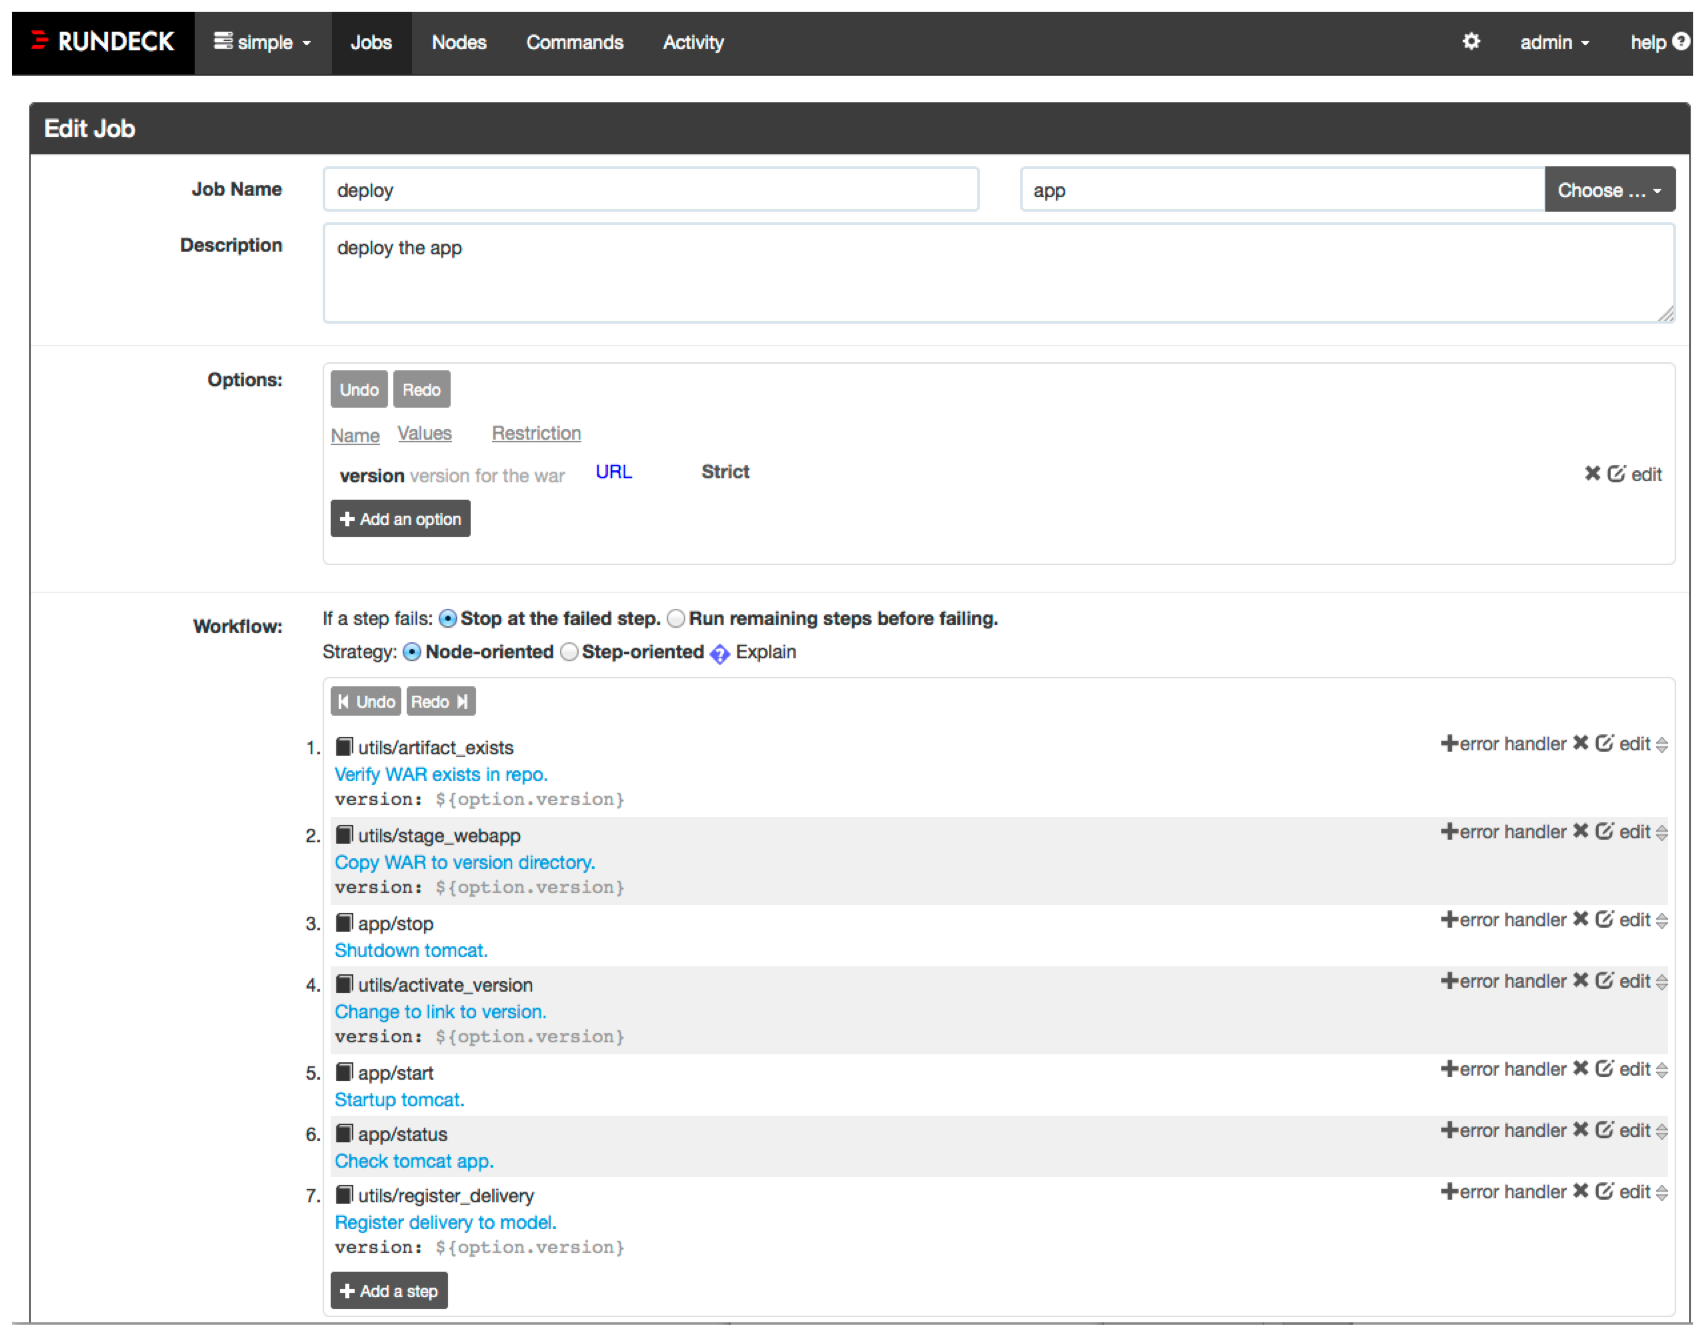 RUNDECK simple Jobs Nodes Commands Activity admin help
Edit Job
Job Name deploy app Choose ...
Description deploy the app
Options: Undo Redo
Name Values Restriction
version version for the war URL Strict edit
Add an option
Workflow: If a step fails: Stop at the failed step. Run remaining steps before failing.
Strategy: Node-oriented Step-oriented Explain
Undo Redo
1. utils/artifact_exists error handler edit
Verify WAR exists in repo.
version: ${option.version}
2. utils/stage_webapp error handler edit
Copy WAR to version directory.
version: ${option.version}
3. app/stop error handler edit
Shutdown tomcat.
4. utils/activate_version error handler edit
Change to link to version.
version: ${option.version}
5. app/start error handler edit
Startup tomcat.
6. app/status error handler edit
Check tomcat app.
7. utils/register_delivery error handler edit
Register delivery to model.
version: ${option.version}
Add a step